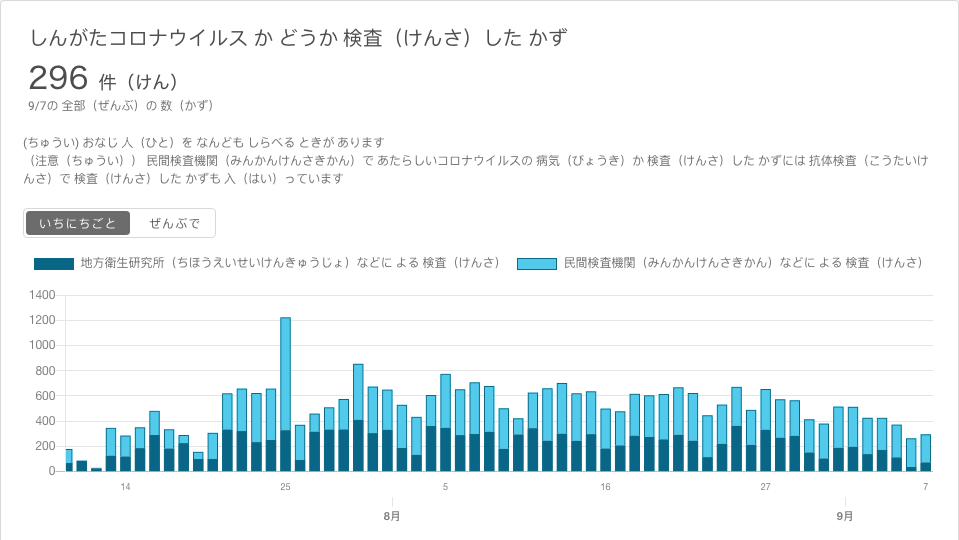 しんがたコロナウイルス か どうか 検査（けんさ）した かず
296 件（けん）
9/7の 全部（ぜんぶ）の 数（かず）
(ちゅうい) おなじ 人（ひと）を なんども しらべる ときが あります
（注意（ちゅうい）） 民間検査機関（みんかんけんさきかん）で あたらしいコロナウイルスの 病気（びょうき）か 検査（けんさ）した かずには 抗体検査（こうたいけ
んさ）で 検査（けんさ）した かずも 入（はい）っています
いちにちごと ぜんぶで
地方衛生研究所（ちほうえいせいけんきゅうじょ）などに よる 検査（けんさ） 民間検査機関（みんかんけんさきかん）などに よる 検査（けんさ）
1400
1200
1000
800
600
400
200
0
14 25 5 16 27 7
8月 9月